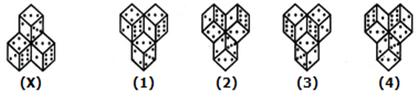 (X) (1) (2) (3) (4)